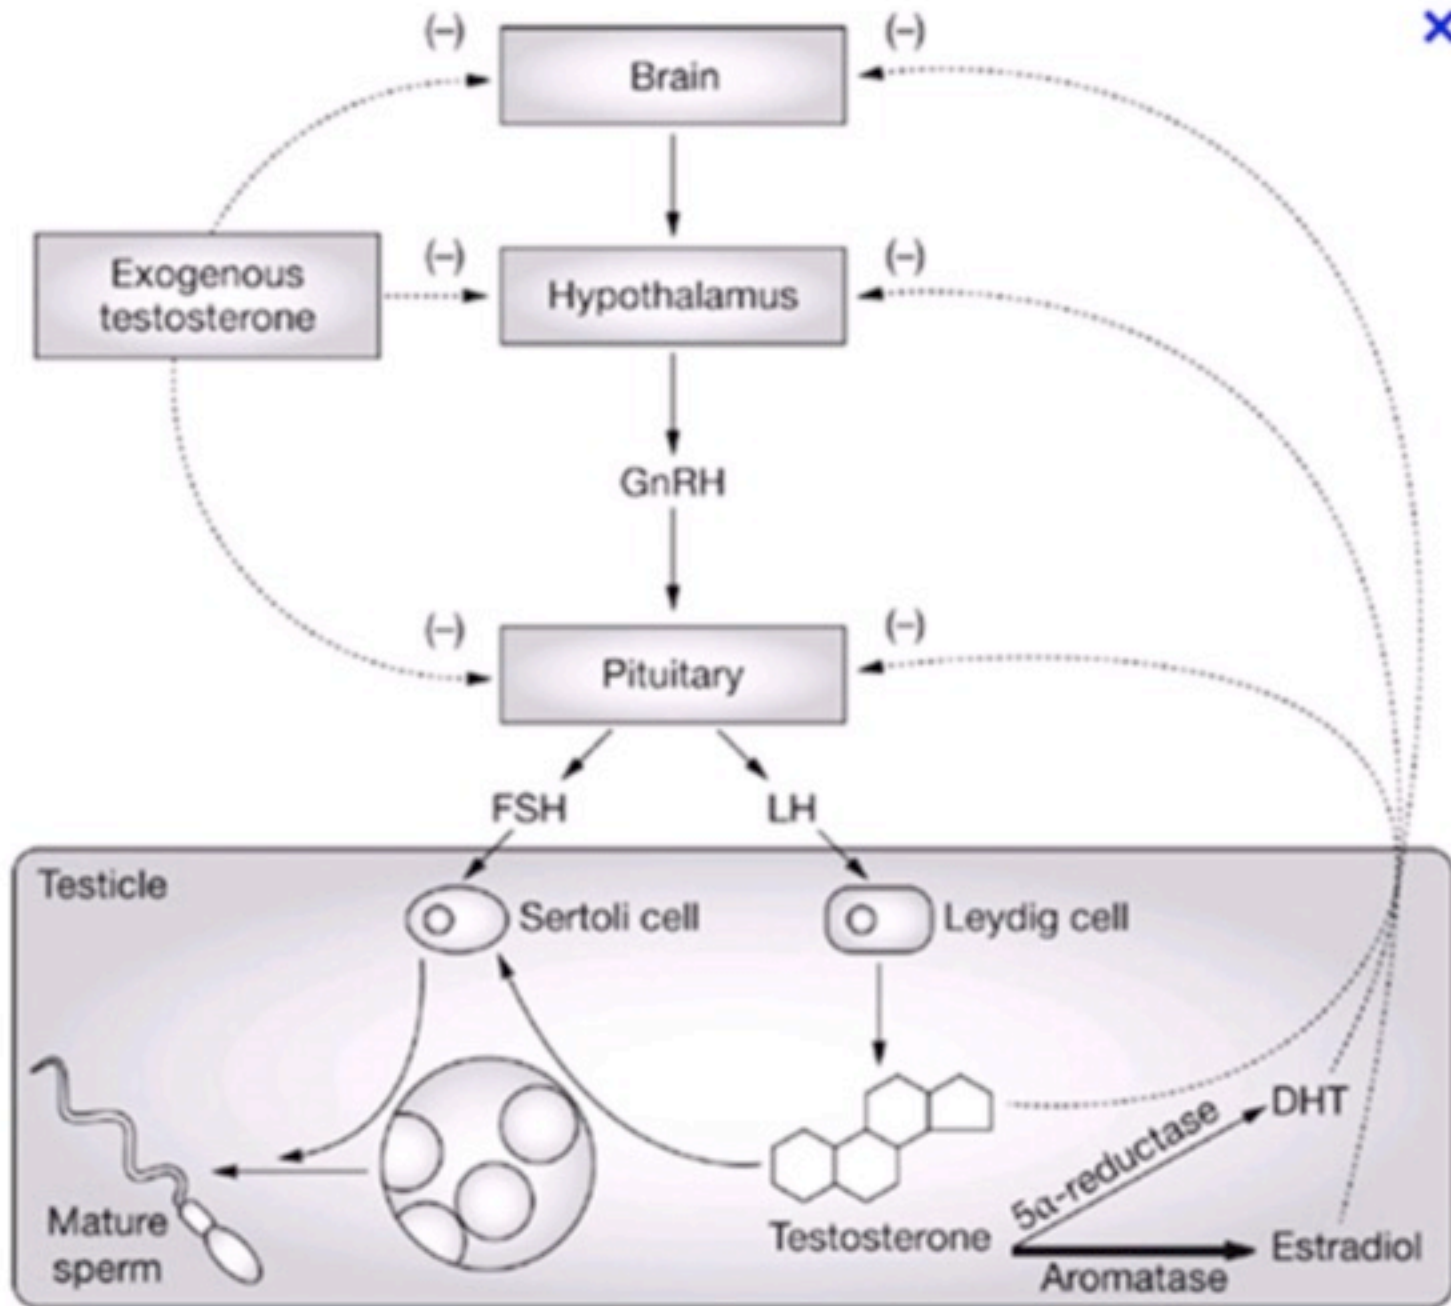 (–)
Brain
(–)
Exogenous
testosterone
(–)
Hypothalamus
(–)
GnRH
(–)
Pituitary
(–)
FSH
LH
Testicle
Sertoli cell
Leydig cell
Mature
sperm
Testosterone
5α-reductase
DHT
Aromatase
Estradiol